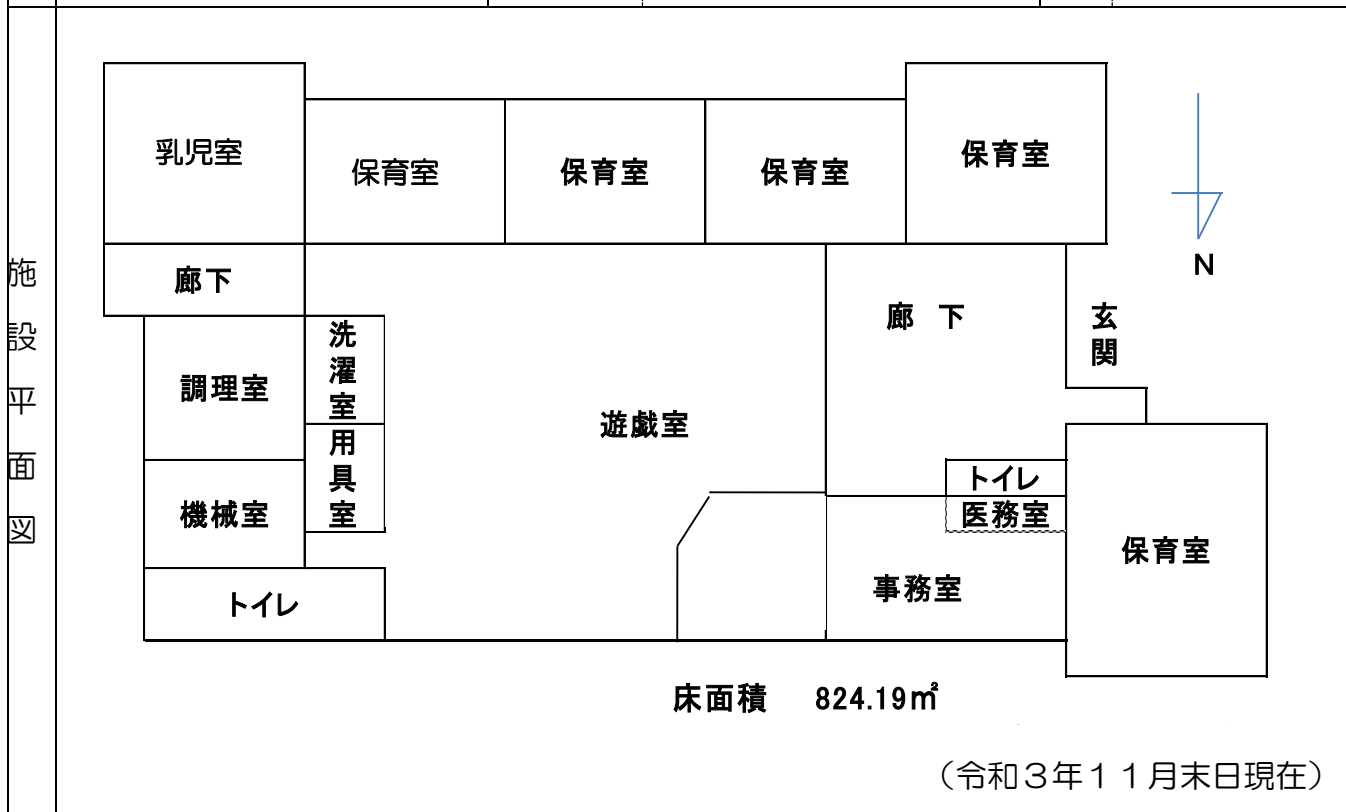 施設平面図
乳児室
保育室
保育室
保育室
保育室
N
廊下
廊 下
玄関
洗濯室
調理室
遊戯室
用具室
トイレ
機械室
医務室
保育室
事務室
トイレ
床面積 824.19㎡
（令和３年１１月末日現在）